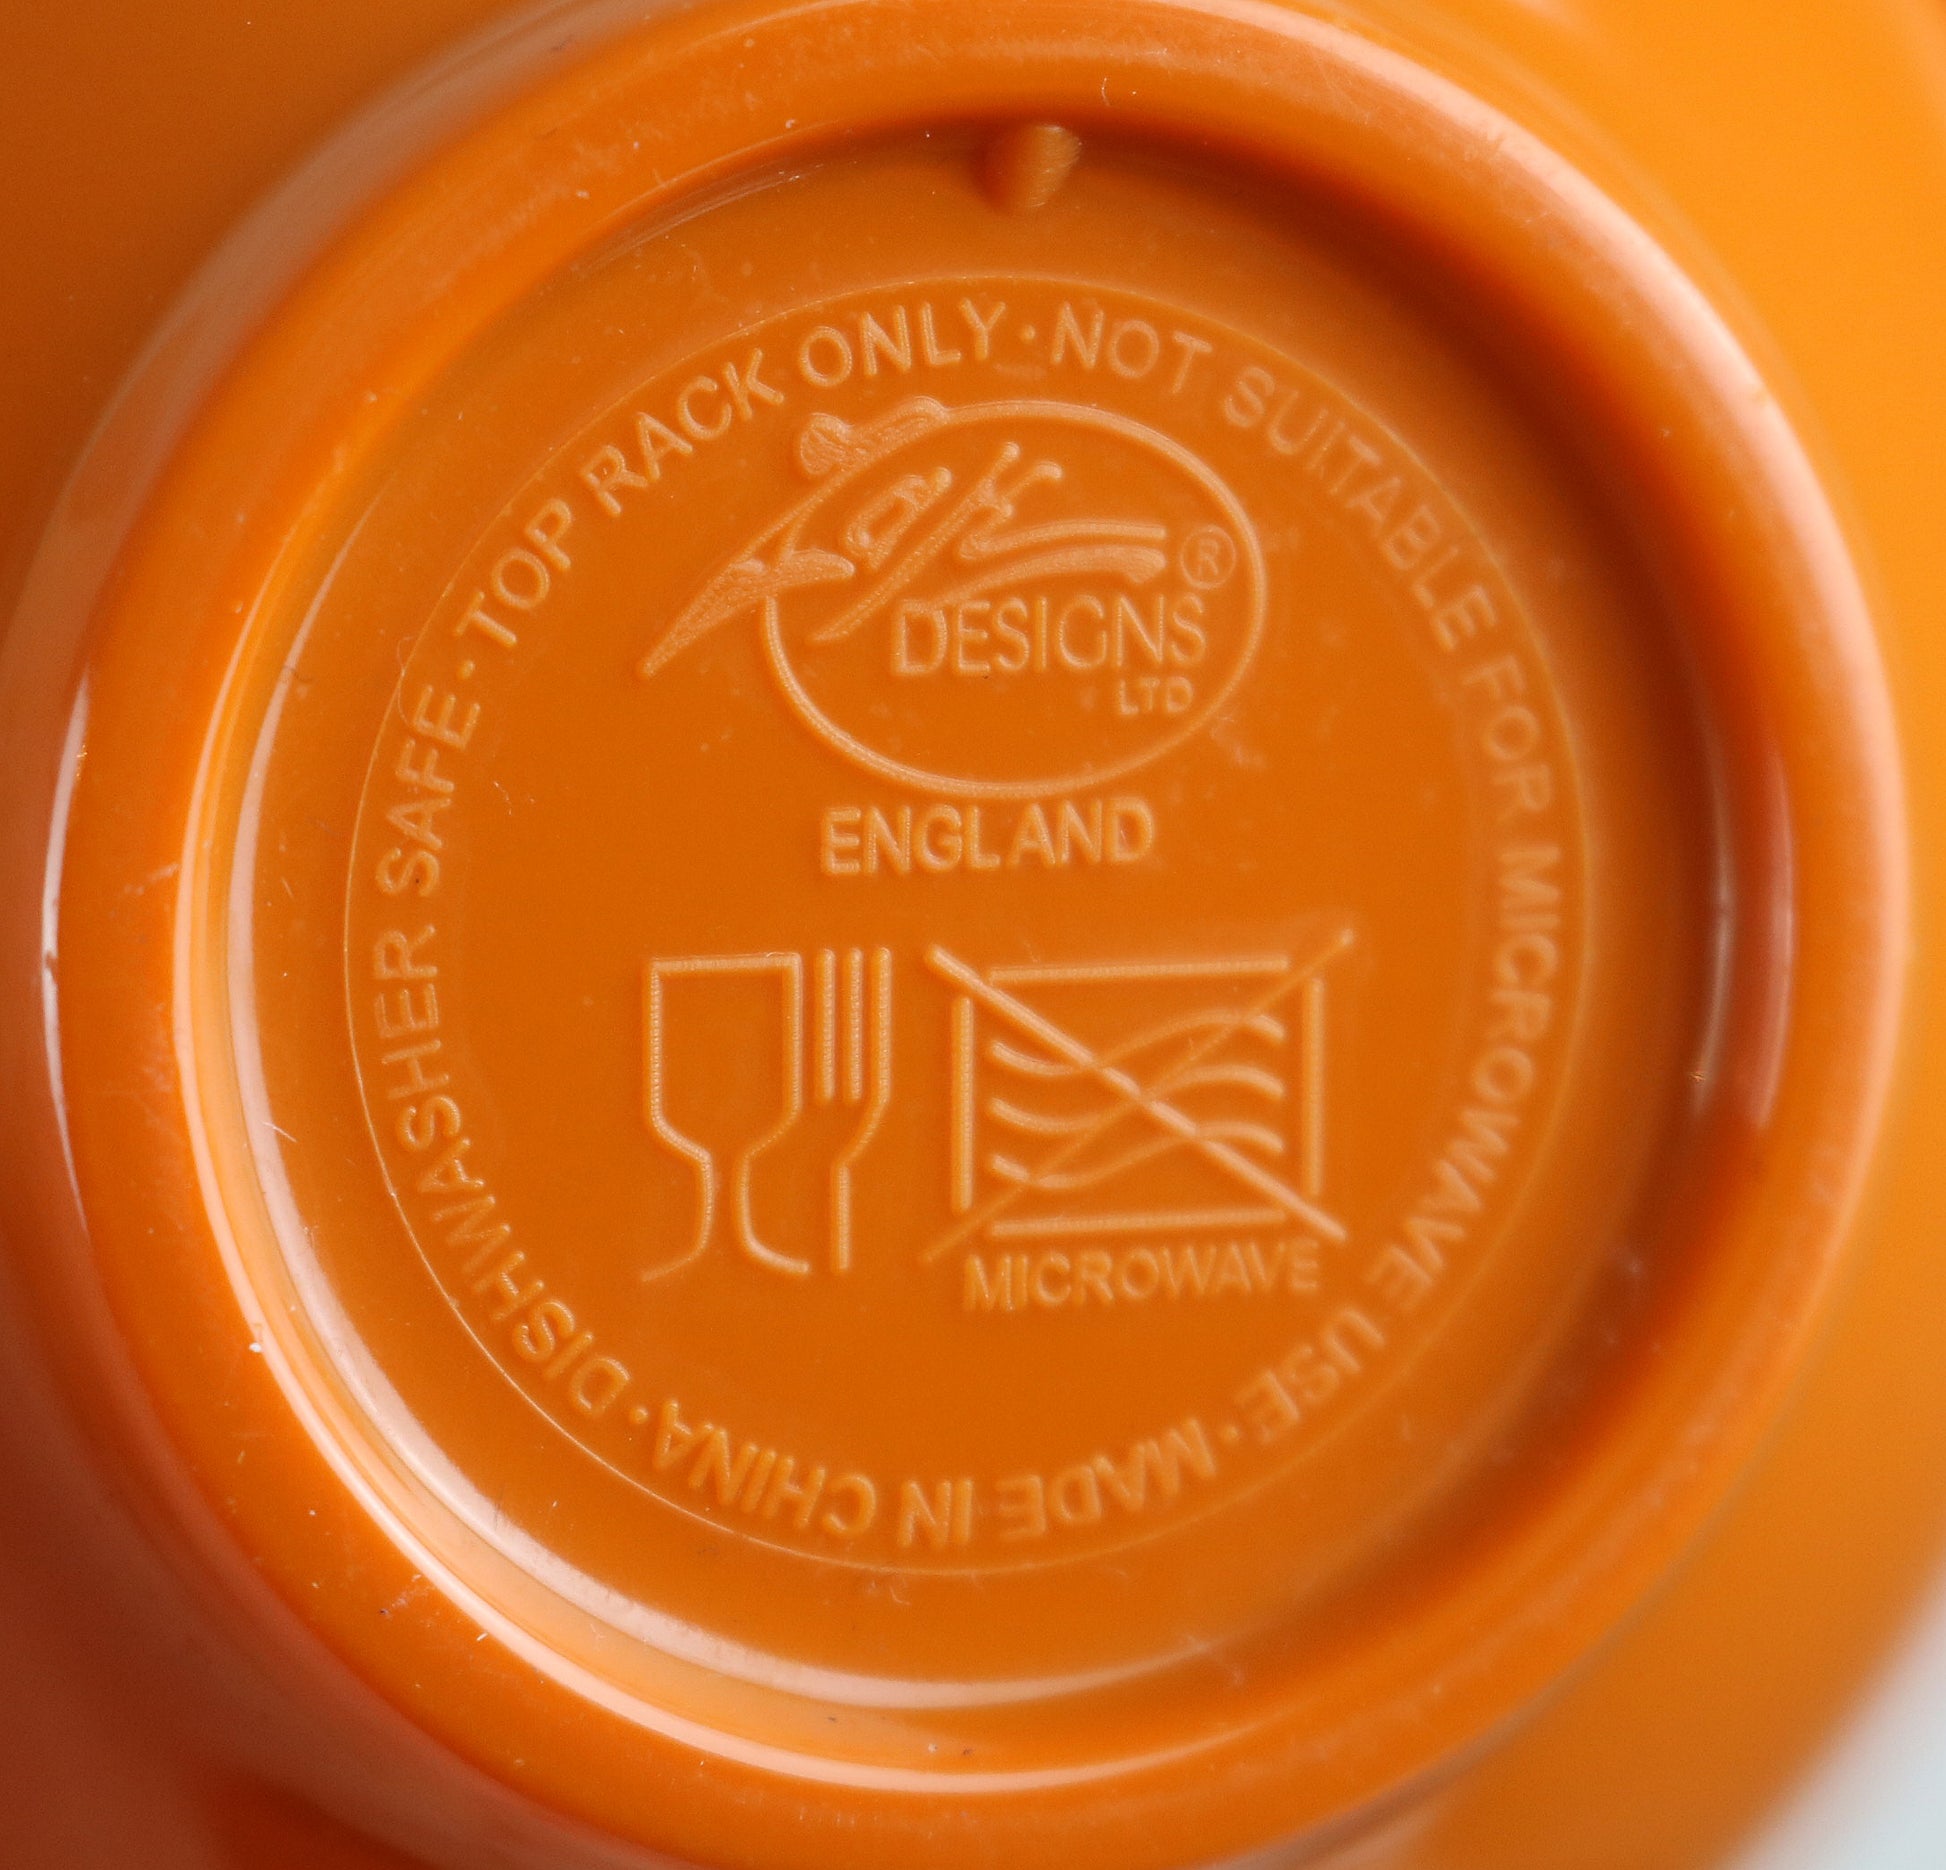 DISHWASHER SAFE · TOP RACK ONLY · NOT SUITABLE FOR MICROWAVE USE · MADE IN CHINA ·
DESIGNS ®
LTD
ENGLAND
MICROWAVE